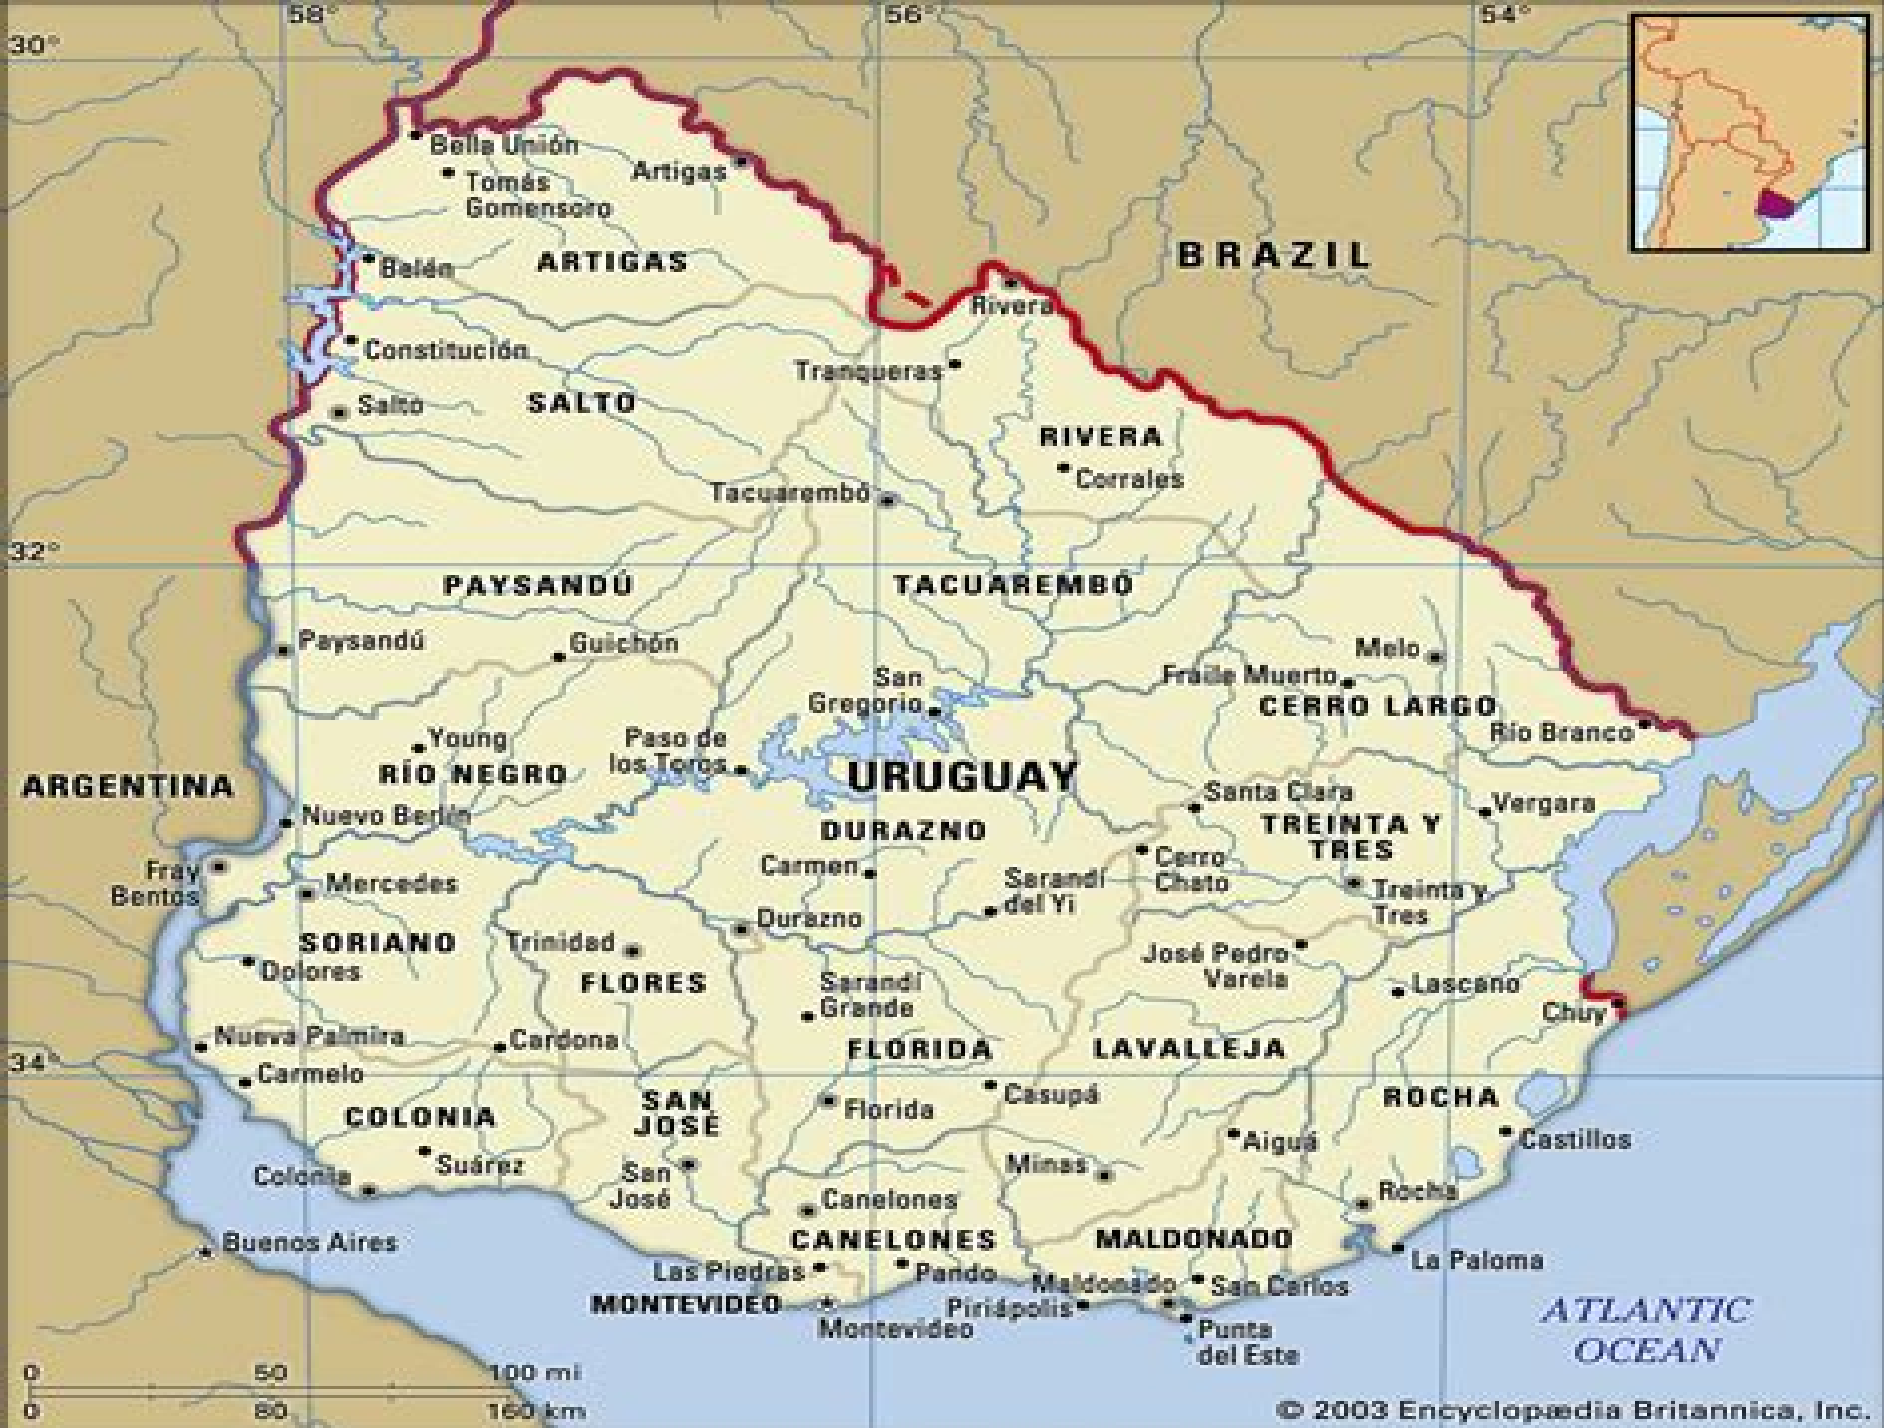 58°
56°
54°
30°
Bella Unión
Tomás
Gomensoro
Artigas
Belén
ARTIGAS
BRAZIL
Rivera
Constitución
Tranqueras
Salto
SALTO
RIVERA
Corrales
Tacuarembó
32°
PAYSANDÚ
TACUAREMBÓ
Paysandú
Guichón
Melo
San
Gregorio
Fraile Muerto
CERRO LARGO
Río Branco
Young
Paso de
los Toros
RÍO NEGRO
ARGENTINA
URUGUAY
Santa Clara
Vergara
Nuevo Berlín
DURAZNO
TREINTA Y
TRES
Fray
Bentos
Mercedes
Carmen
Sarandí
del Yi
Cerro
Chato
Treinta y
Tres
Durazno
SORIANO
Trinidad
Dolores
FLORES
José Pedro
Varela
Sarandí
Grande
Lascano
Chuy
Nueva Palmira
Cardona
FLORIDA
LAVALLEJA
34°
Carmelo
Casupá
COLONIA
SAN
JOSÉ
Florida
ROCHA
Aiguá
Castillos
Suárez
Colonia
San
José
Minas
Canelones
Rocha
Buenos Aires
CANELONES
MALDONADO
La Paloma
Las Piedras
Pando
Maldonado
San Carlos
MONTEVIDEO
Piriápolis
Montevideo
Punta
del Este
ATLANTIC
OCEAN
0 50 100 mi
0 80 160 km
© 2003 Encyclopædia Britannica, Inc.